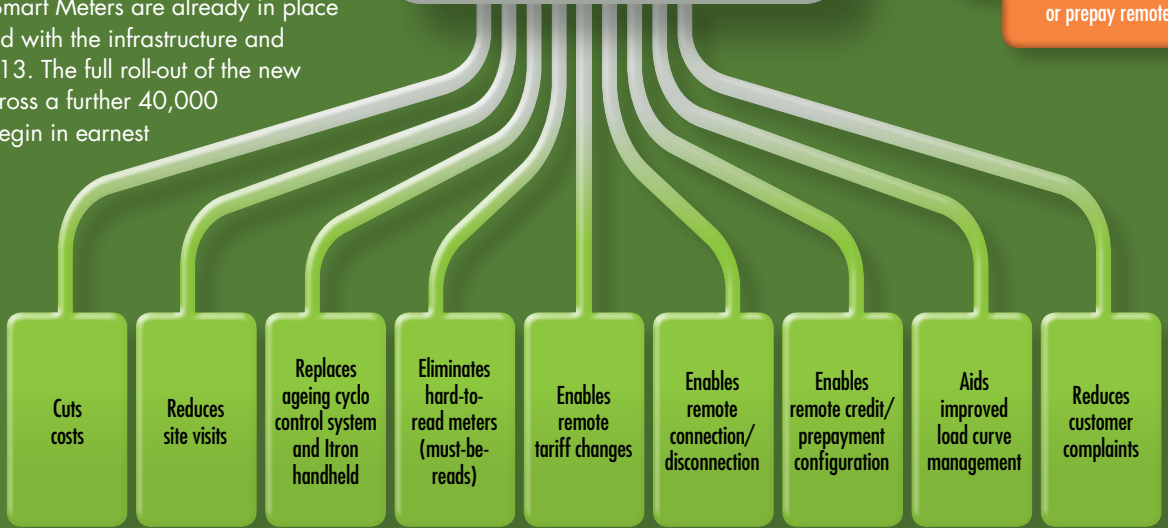 Smart Meters are already in place
d with the infrastructure and
13. The full roll-out of the new
ross a further 40,000
egin in earnest
or prepay remote
Cuts
costs
Reduces
site visits
Replaces
ageing cyclo
control system
and Itron
handheld
Eliminates
hard-to-
read meters
(must-be-
reads)
Enables
remote
tariff changes
Enables
remote
connection/
disconnection
Enables
remote credit/
prepayment
configuration
Aids
improved
load curve
management
Reduces
customer
complaints